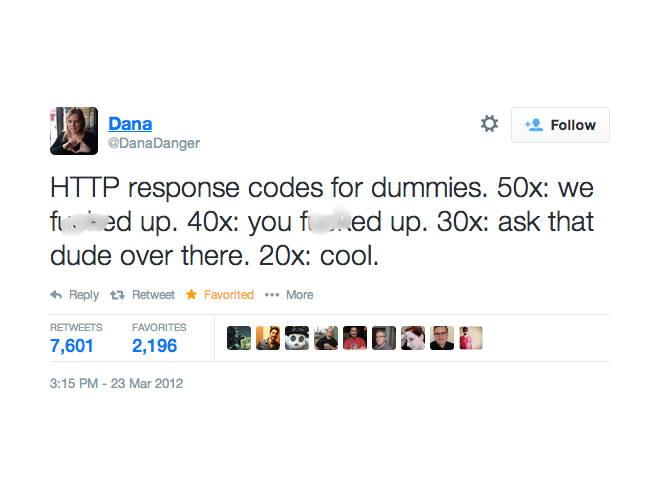 Dana
@DanaDanger
Follow
HTTP response codes for dummies. 50x: we
ed up. 40x: you ed up. 30x: ask that
dude over there. 20x: cool.
Reply Retweet Favorited More
RETWEETS FAVORITES
7,601 2,196
3:15 PM - 23 Mar 2012